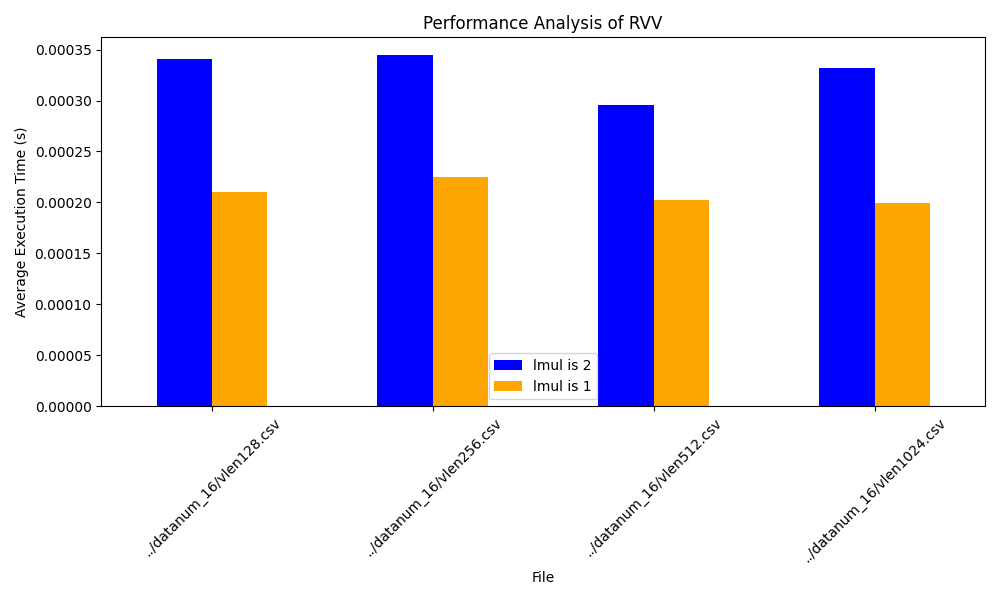 Performance Analysis of RVV
Average Execution Time (s)
0.00035
0.00030
0.00025
0.00020
0.00015
0.00010
0.00005
0.00000
lmul is 2
lmul is 1
../datanum_16/vlen128.csv
../datanum_16/vlen256.csv
../datanum_16/vlen512.csv
../datanum_16/vlen1024.csv
File